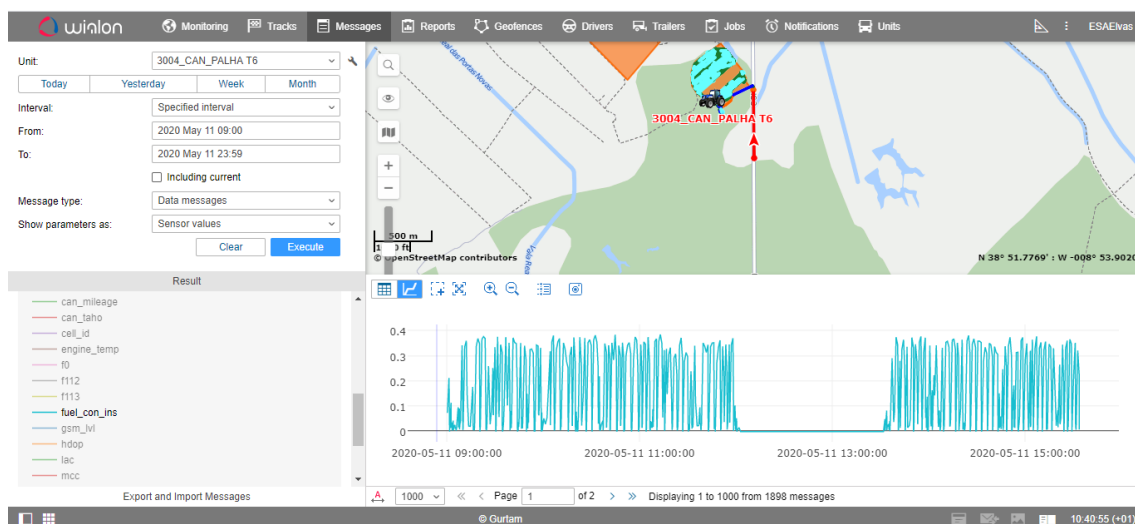 wialon Monitoring Tracks Messages Reports Geofences Drivers Trailers Jobs Notifications Units ESAElvas
Unit: 3004_CAN_PALHA T6
Today Yesterday Week Month
Interval: Specified interval
From: 2020 May 11 09:00
To: 2020 May 11 23:59
Including current
Message type: Data messages
Show parameters as: Sensor values
Clear Execute
Result
can_mileage
can_taho
cell_id
engine_temp
f0
f112
f113
fuel_con_ins
gsm_lvl
hdop
lac
mcc
Export and Import Messages
3004_CAN_PALHA T6
500 m
© OpenStreetMap contributors
N 38° 51.7769' : W -008° 53.9020
0.4
0.3
0.2
0.1
0
2020-05-11 09:00:00 2020-05-11 11:00:00 2020-05-11 13:00:00 2020-05-11 15:00:00
A 1000 Page 1 of 2 Displaying 1 to 1000 from 1898 messages
© Gurtam 10:40:55 (+01)